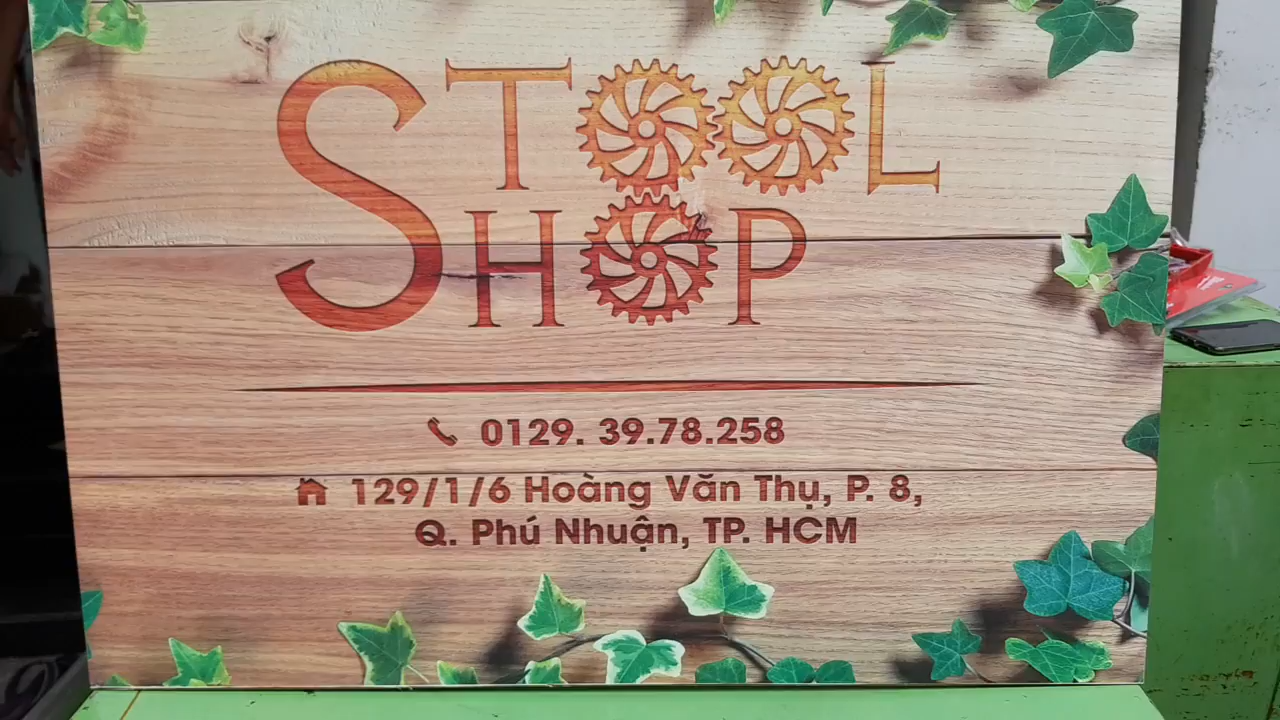 STOOL
SHOP
0129. 39.78.258
129/1/6 Hoàng Văn Thụ, P. 8,
Q. Phú Nhuận, TP. HCM